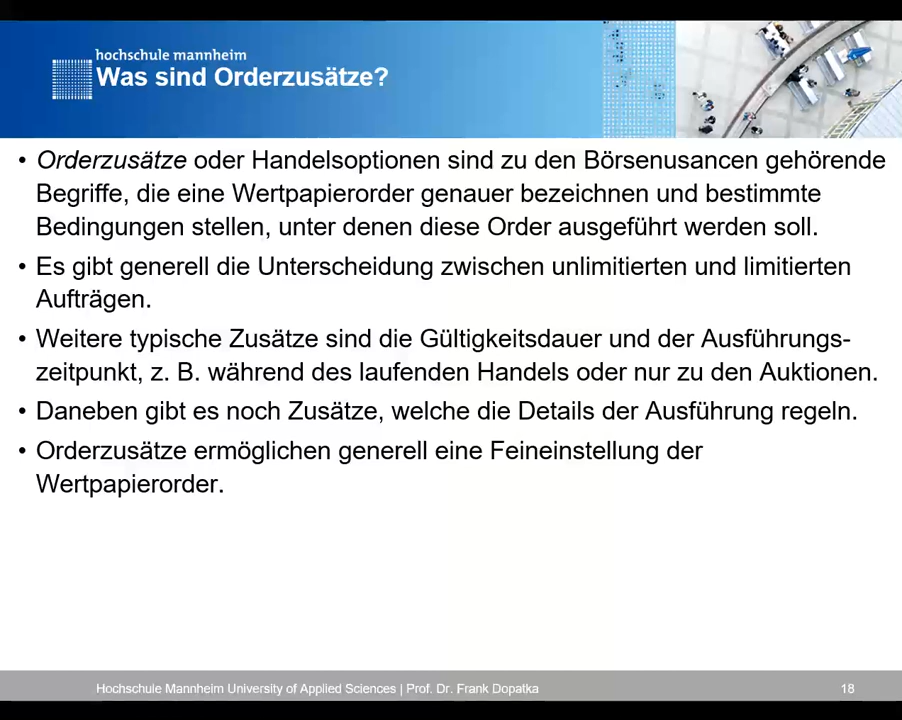 hochschule mannheim
Was sind Orderzusätze?
• Orderzusätze oder Handelsoptionen sind zu den Börsenusancen gehörende
Begriffe, die eine Wertpapierorder genauer bezeichnen und bestimmte
Bedingungen stellen, unter denen diese Order ausgeführt werden soll.
• Es gibt generell die Unterscheidung zwischen unlimitierten und limitierten
Aufträgen.
• Weitere typische Zusätze sind die Gültigkeitsdauer und der Ausführungs-
zeitpunkt, z. B. während des laufenden Handels oder nur zu den Auktionen.
• Daneben gibt es noch Zusätze, welche die Details der Ausführung regeln.
• Orderzusätze ermöglichen generell eine Feineinstellung der
Wertpapierorder.
Hochschule Mannheim University of Applied Sciences | Prof. Dr. Frank Dopatka 18